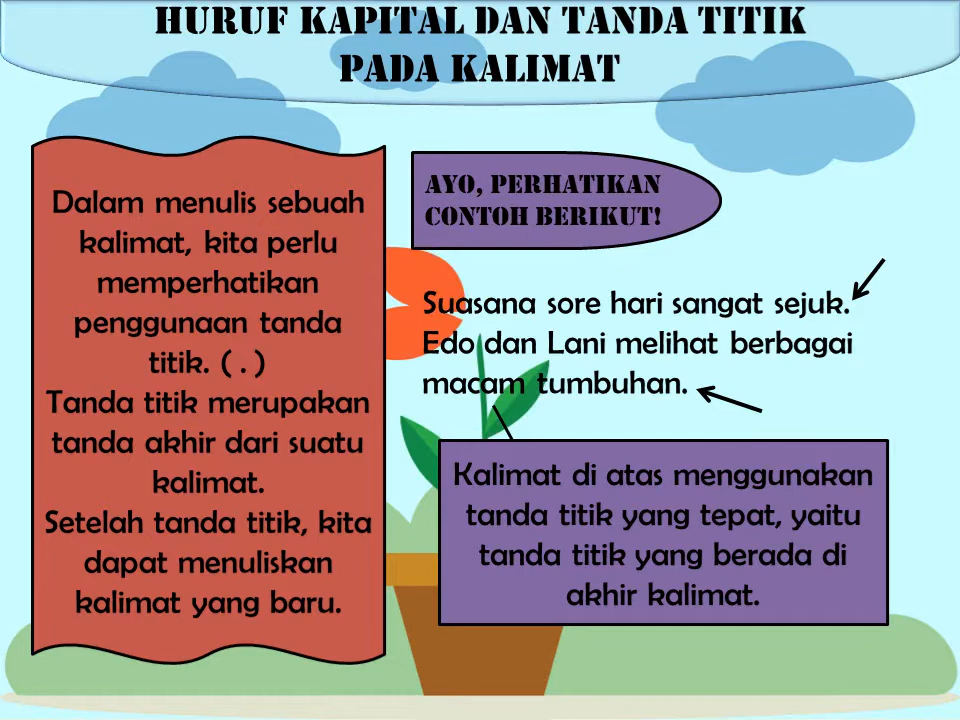 HURUF KAPITAL DAN TANDA TITIK
PADA KALIMAT
Dalam menulis sebuah
kalimat, kita perlu
memperhatikan
penggunaan tanda
titik. ( . )
Tanda titik merupakan
tanda akhir dari suatu
kalimat.
Setelah tanda titik, kita
dapat menuliskan
kalimat yang baru.
AYO, PERHATIKAN
CONTOH BERIKUT!
Suasana sore hari sangat sejuk.
Edo dan Lani melihat berbagai
macam tumbuhan.
Kalimat di atas menggunakan
tanda titik yang tepat, yaitu
tanda titik yang berada di
akhir kalimat.